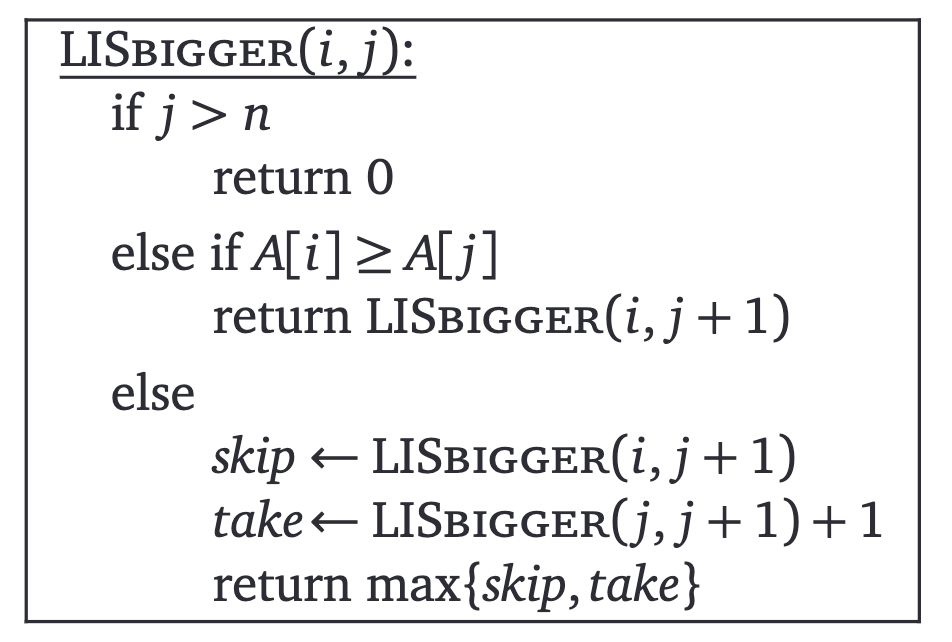 LISBIGGER(i, j):
if j > n
return 0
else if A[i] ≥ A[j]
return LISBIGGER(i, j + 1)
else
skip ← LISBIGGER(i, j + 1)
take ← LISBIGGER(j, j + 1) + 1
return max{skip, take}